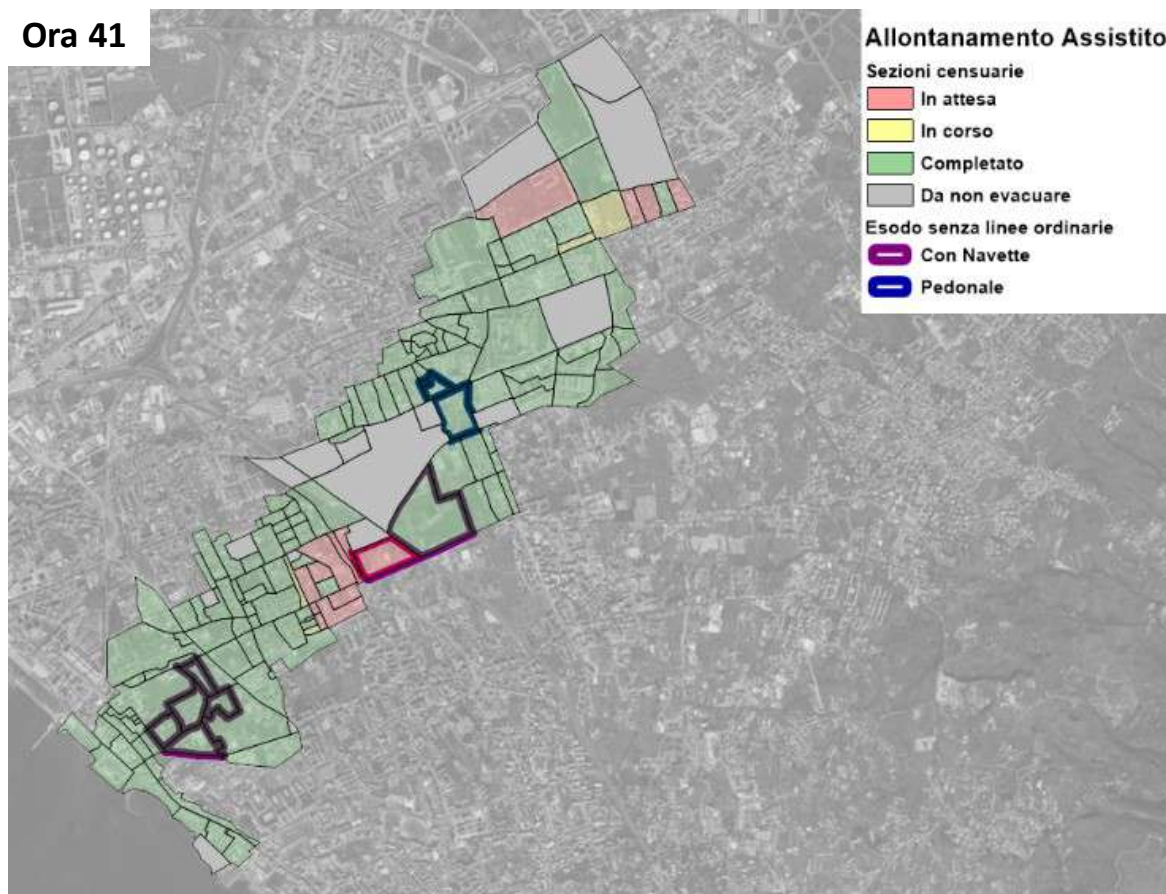 Ora 41
Allontanamento Assistito
Sezioni censuarie
In attesa
In corso
Completato
Da non evacuare
Esodo senza linee ordinarie
Con Navette
Pedonale